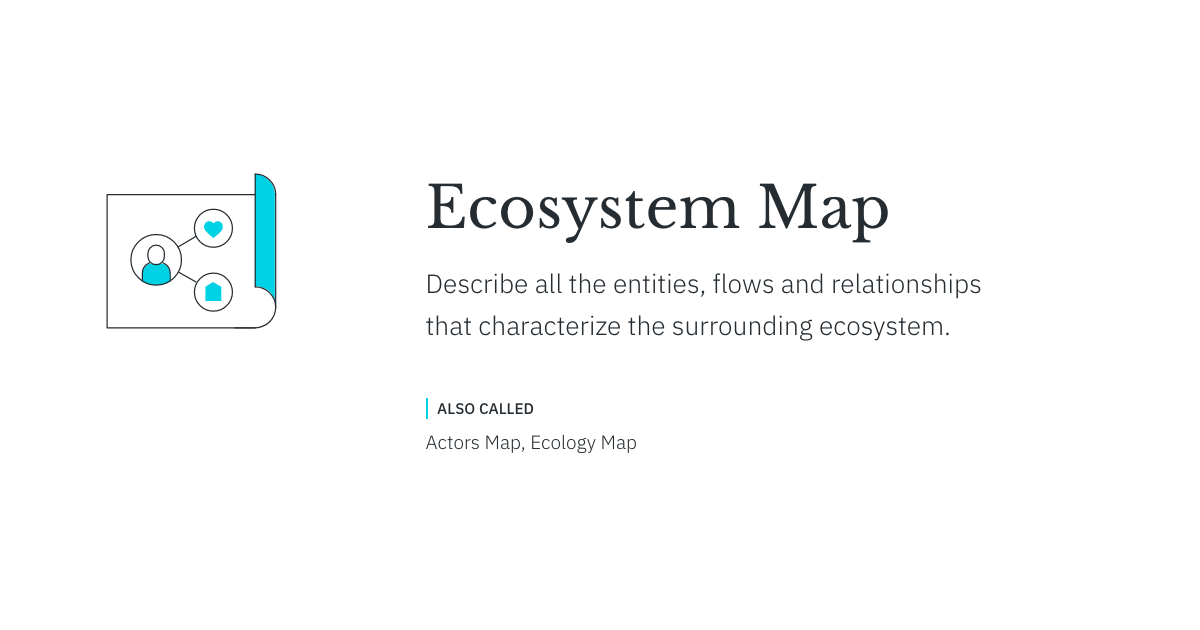 Ecosystem Map
Describe all the entities, flows and relationships
that characterize the surrounding ecosystem.
ALSO CALLED
Actors Map, Ecology Map